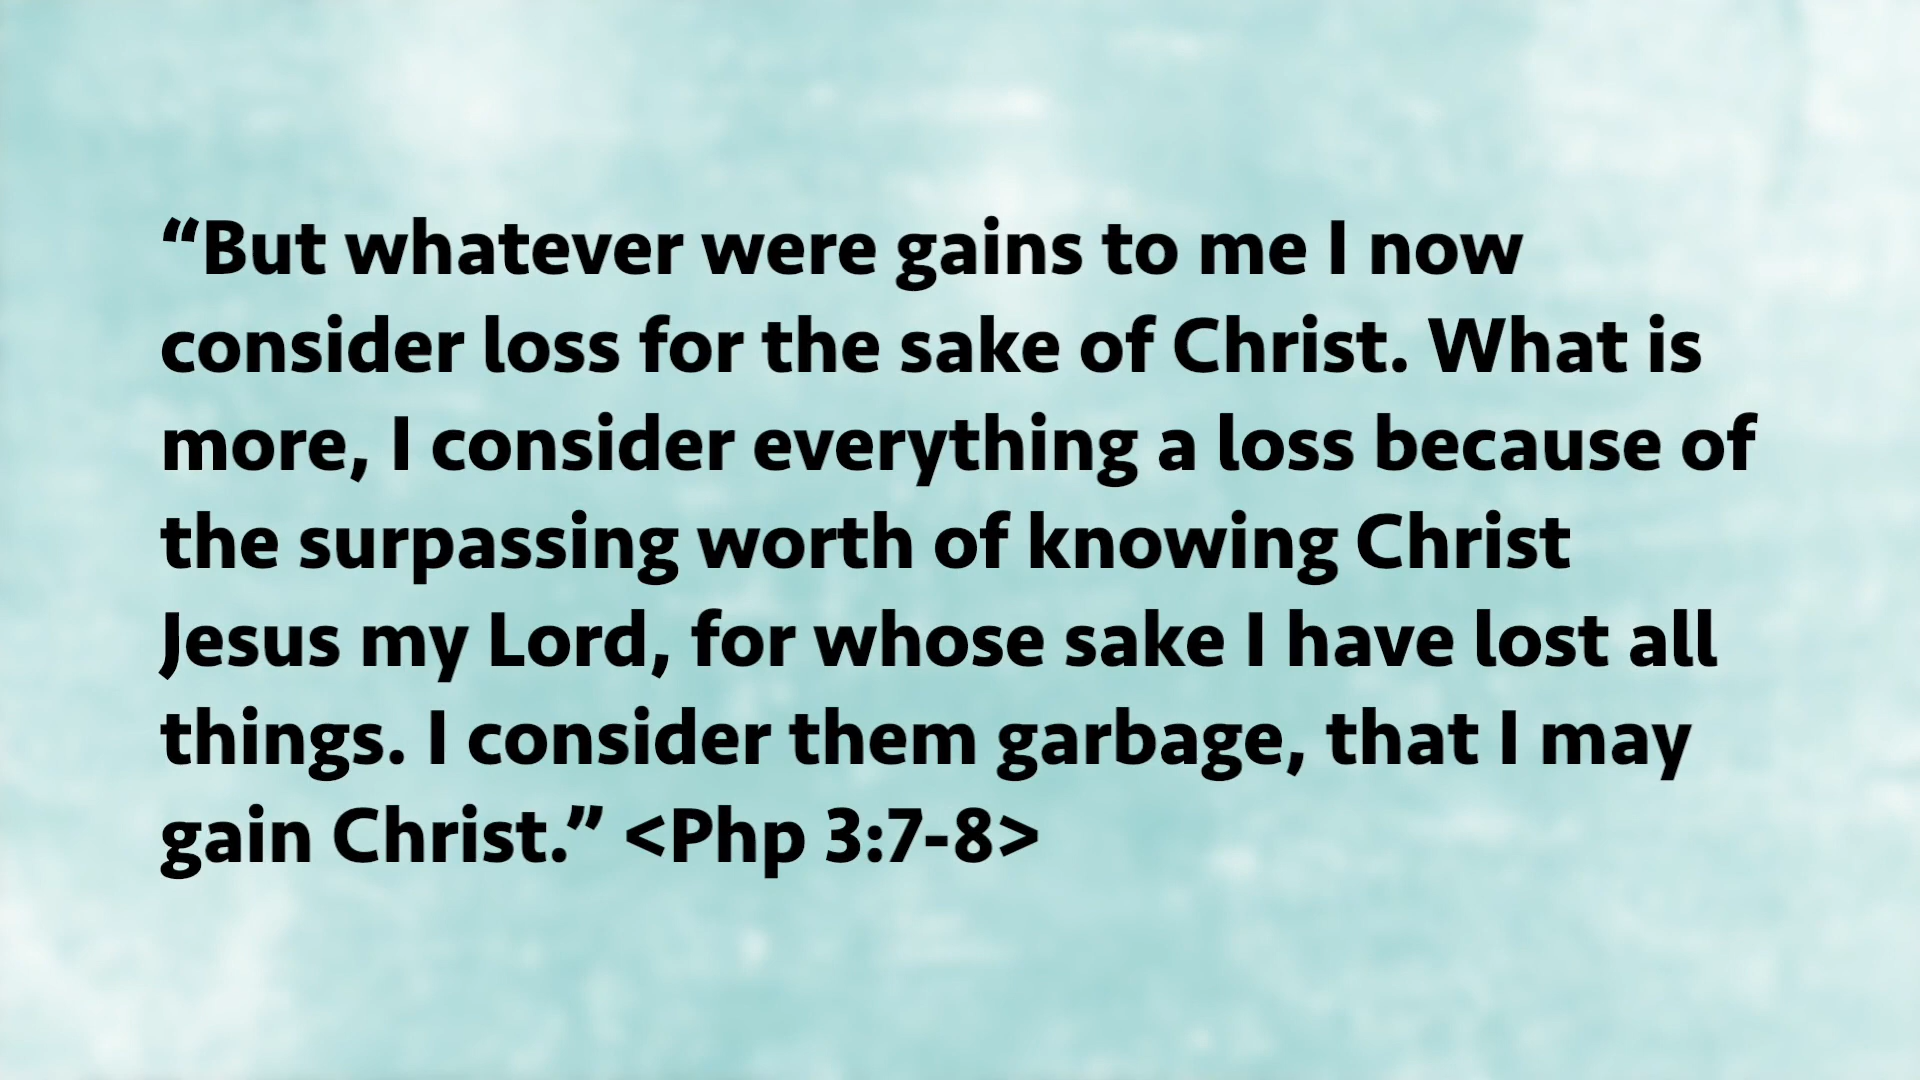 “But whatever were gains to me I now
consider loss for the sake of Christ. What is
more, I consider everything a loss because of
the surpassing worth of knowing Christ
Jesus my Lord, for whose sake I have lost all
things. I consider them garbage, that I may
gain Christ.” <Php 3:7-8>